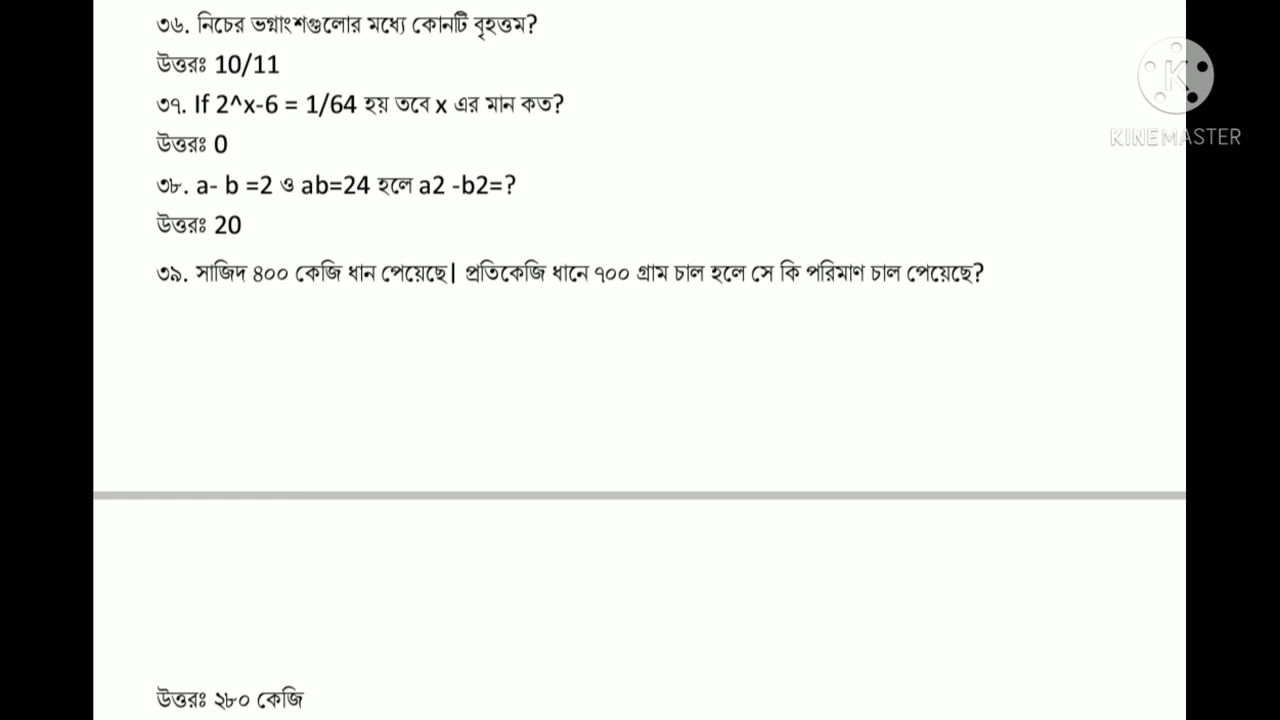 ৩৬. নিচের ভগ্নাংশগুলোর মধ্যে কোনটি বৃহত্তম?
উত্তরঃ 10/11
৩৭. If 2^x-6 = 1/64 হয় তবে x এর মান কত?
উত্তরঃ 0
৩৮. a- b =2 ও ab=24 হলে a2 -b2=?
উত্তরঃ 20
৩৯. সাজিদ ৪০০ কেজি ধান পেয়েছে| প্রতিকেজি ধানে ৭০০ গ্রাম চাল হলে সে কি পরিমাণ চাল পেয়েছে?
উত্তরঃ ২৮০ কেজি
K
KINEMASTER